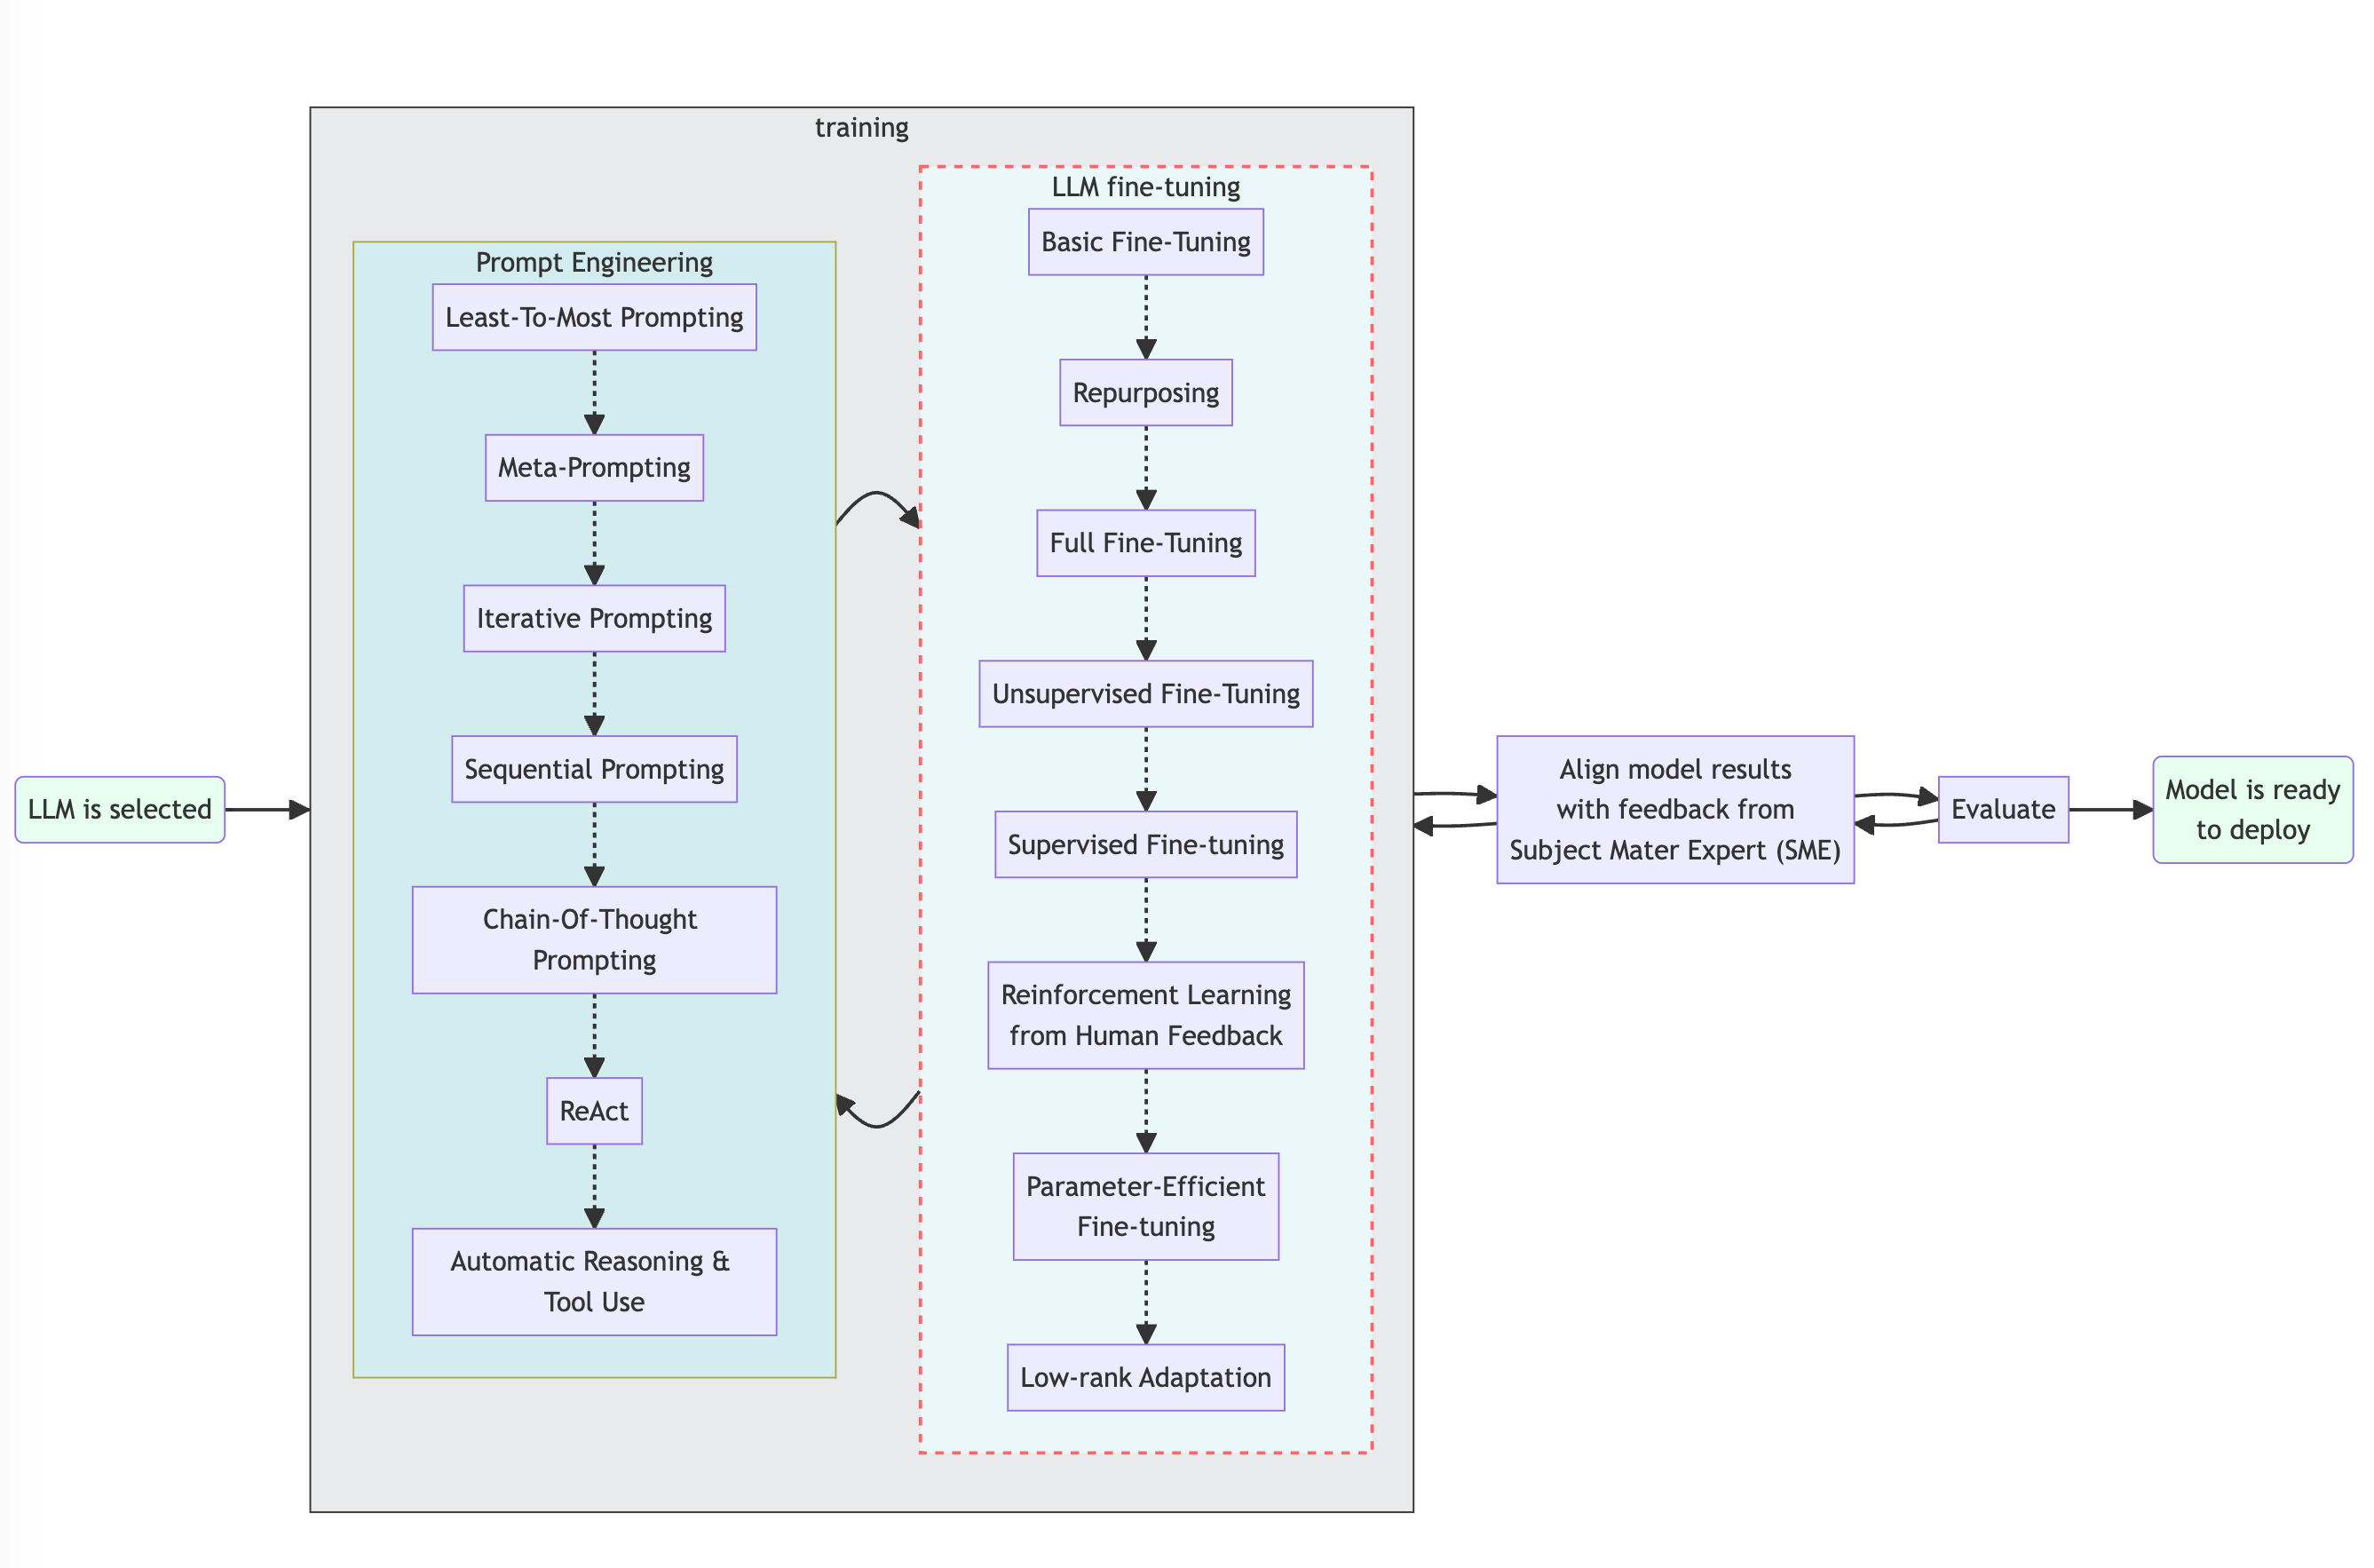 training
LLM is selected
Prompt Engineering
Least-To-Most Prompting
Meta-Prompting
Iterative Prompting
Sequential Prompting
Chain-Of-Thought
Prompting
ReAct
Automatic Reasoning &
Tool Use
LLM fine-tuning
Basic Fine-Tuning
Repurposing
Full Fine-Tuning
Unsupervised Fine-Tuning
Supervised Fine-tuning
Reinforcement Learning
from Human Feedback
Parameter-Efficient
Fine-tuning
Low-rank Adaptation
Align model results
with feedback from
Subject Mater Expert (SME)
Evaluate
Model is ready
to deploy